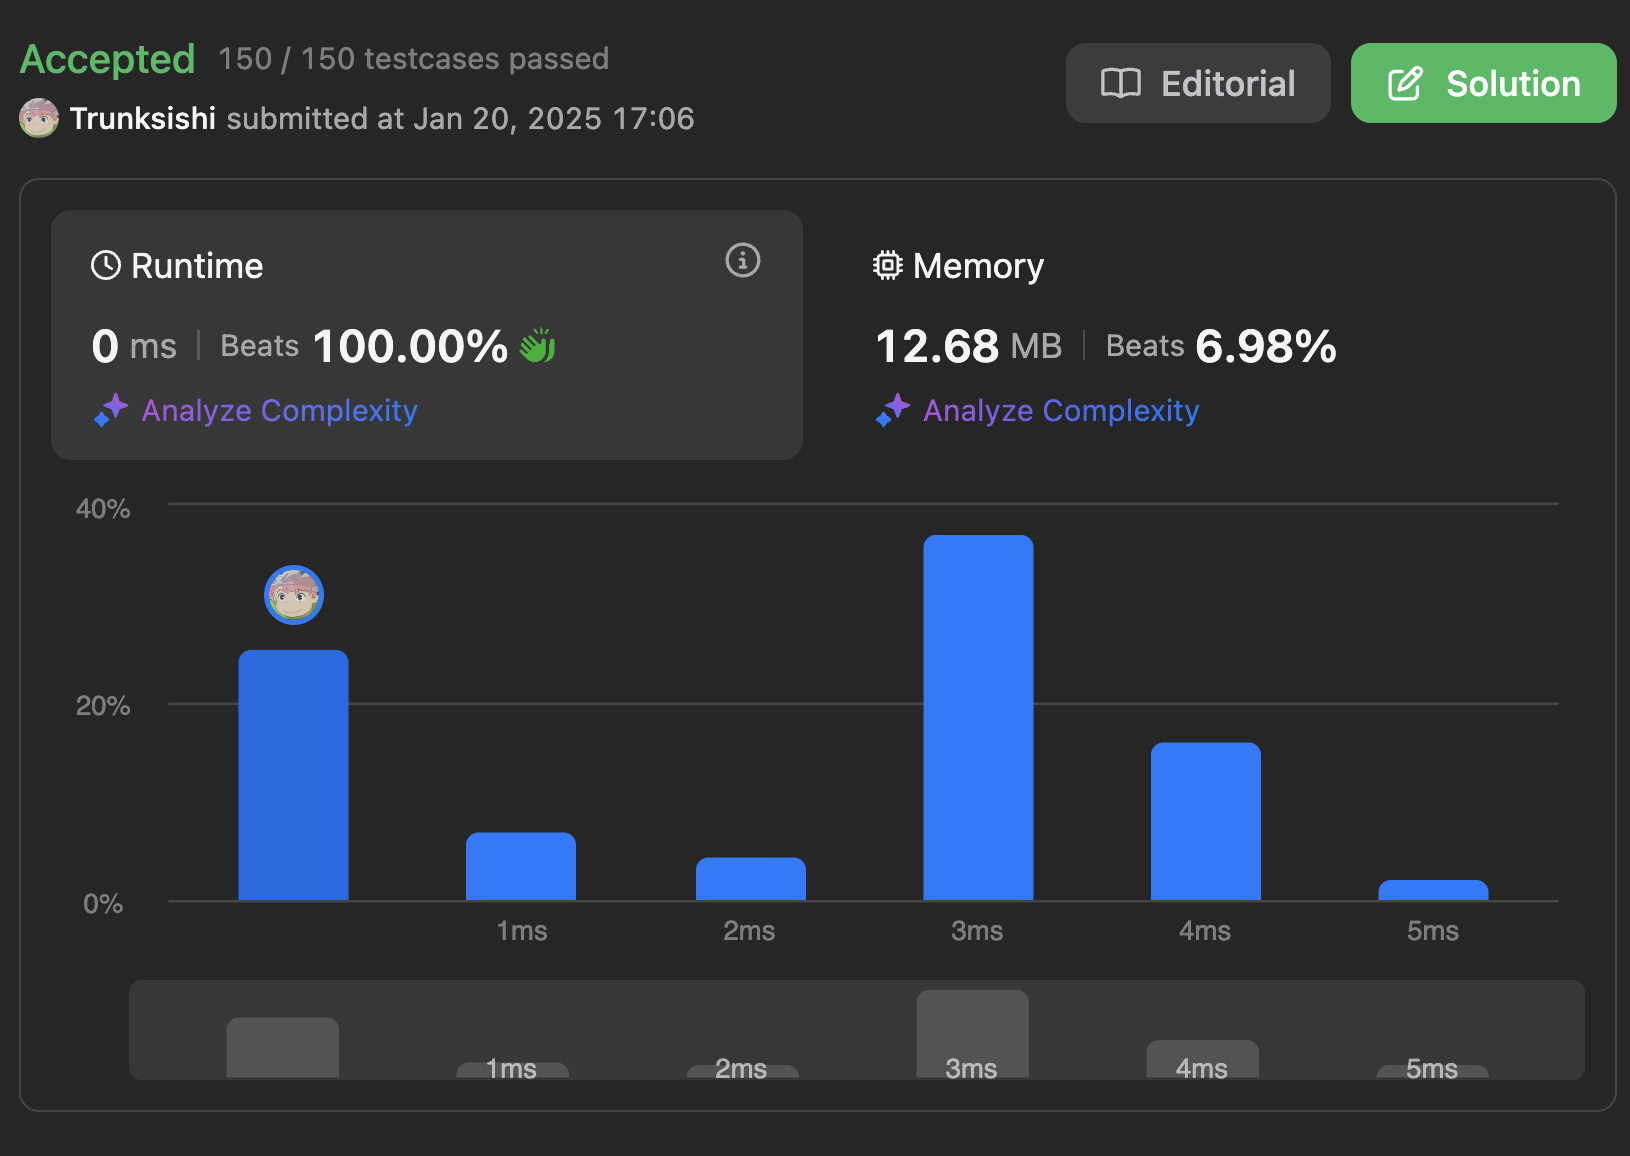 Accepted 150 / 150 testcases passed
Trunksishi submitted at Jan 20, 2025 17:06
Editorial
Solution
Runtime
0 ms | Beats 100.00%
Analyze Complexity
Memory
12.68 MB | Beats 6.98%
Analyze Complexity
40%
20%
0%
1ms 2ms 3ms 4ms 5ms
1ms 2ms 3ms 4ms 5ms